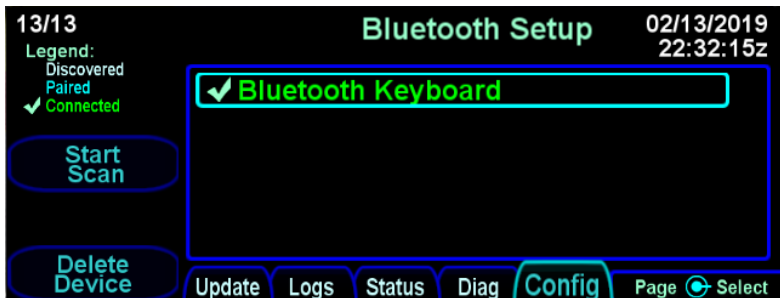 13/13
Bluetooth Setup
02/13/2019
22:32:15z
Legend:
Discovered
Paired
Connected
Bluetooth Keyboard
Start
Scan
Delete
Device
Update Logs Status Diag Config Page Select